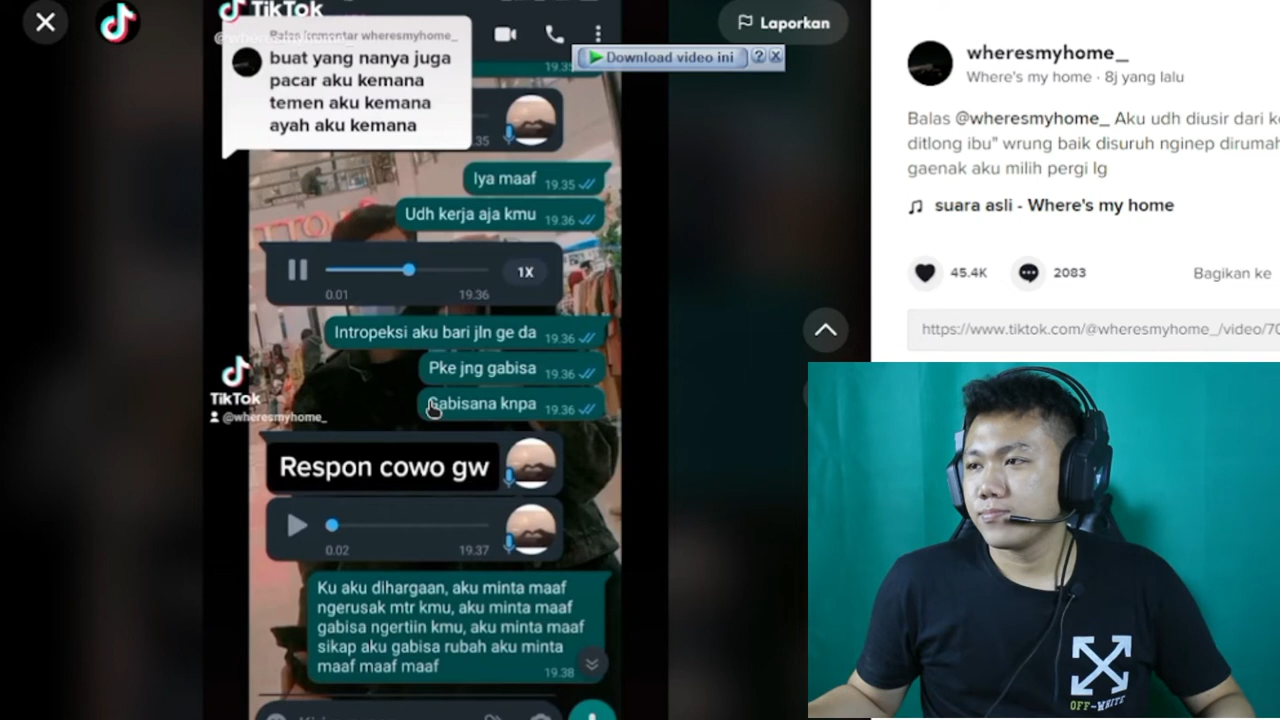 TikTok
Laporkan
Balas komentar wheresmyhome_
buat yang nanya juga
pacar aku kemana
temen aku kemana
ayah aku kemana
Download video ini
?
X
19.35
.35
Iya maaf 19.35
Udh kerja aja kmu 19.36
1X
0.01 19.36
Intropeksi aku bari jln ge da 19.36
Pke jng gabisa 19.36
Gabisana knpa 19.36
TikTok
@wheresmyhome_
Respon cowo gw
0.02 19.37
Ku aku dihargaan, aku minta maaf
ngerusak mtr kmu, aku minta maaf
gabisa ngertiin kmu, aku minta maaf
sikap aku gabisa rubah aku minta
maaf maaf maaf
19.38
wheresmyhome_
Where's my home · 8j yang lalu
Balas @wheresmyhome_ Aku udh diusir dari
ditlong ibu" wrung baik disuruh nginep dirumah
gaenak aku milih pergi lg
suara asli - Where's my home
45.4K 2083 Bagikan ke
https://www.tiktok.com/@wheresmyhome_/video/70
OFF-WHITE